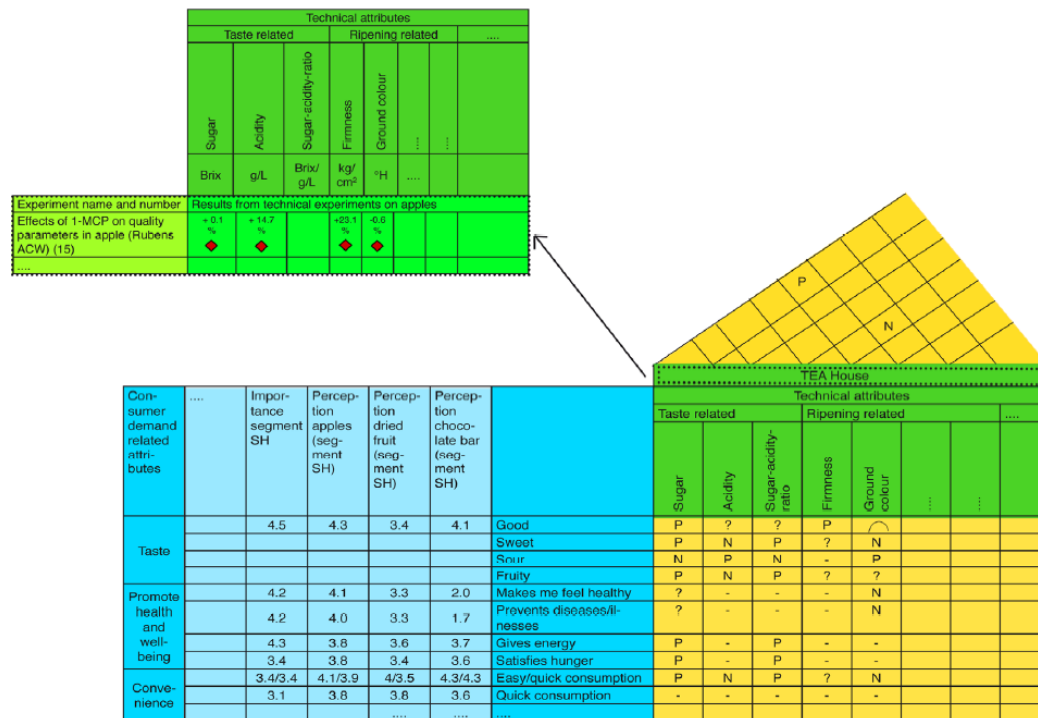 Technical attributes
Taste related Ripening related ....
Sugar Acidity Sugar-acidity-ratio Firmness Ground colour .... ....
Brix g/L Brix/ g/L kg/ cm² °H ....
Experiment name and number Results from technical experiments on apples
Effects of 1-MCP on quality
parameters in apple (Rubens
ACW) (15)
+ 0.1 % + 14.7 % +23.1 % -0.6 %
....
P
N
TEA House
Technical attributes
Taste related Ripening related ....
Sugar Acidity Sugar-acidity-ratio Firmness Ground colour .... ....
Con-
sumer
demand
related
attri-
butes
....
Impor-
tance
segment
SH
Percep-
tion
apples
(seg-
ment
SH)
Percep-
tion
dried
fruit
(seg-
ment
SH)
Percep-
tion
choco-
late bar
(seg-
ment
SH)
Taste
4.5 4.3 3.4 4.1 Good P ? ? P
Sweet P N P ? N
Sour N P N - P
Fruity P N P ? ?
Promote
health
and
well-
being
4.2 4.1 3.3 2.0 Makes me feel healthy ? - - - N
4.2 4.0 3.3 1.7 Prevents diseases/il-
nesses ? - - - N
4.3 3.8 3.6 3.7 Gives energy P - P - -
3.4 3.8 3.4 3.6 Satisfies hunger P - P - -
Conve-
nience
3.4/3.4 4.1/3.9 4/3.5 4.3/4.3 Easy/quick consumption P N P ? N
3.1 3.8 3.8 3.6 Quick consumption - - - - -
.... .... ....